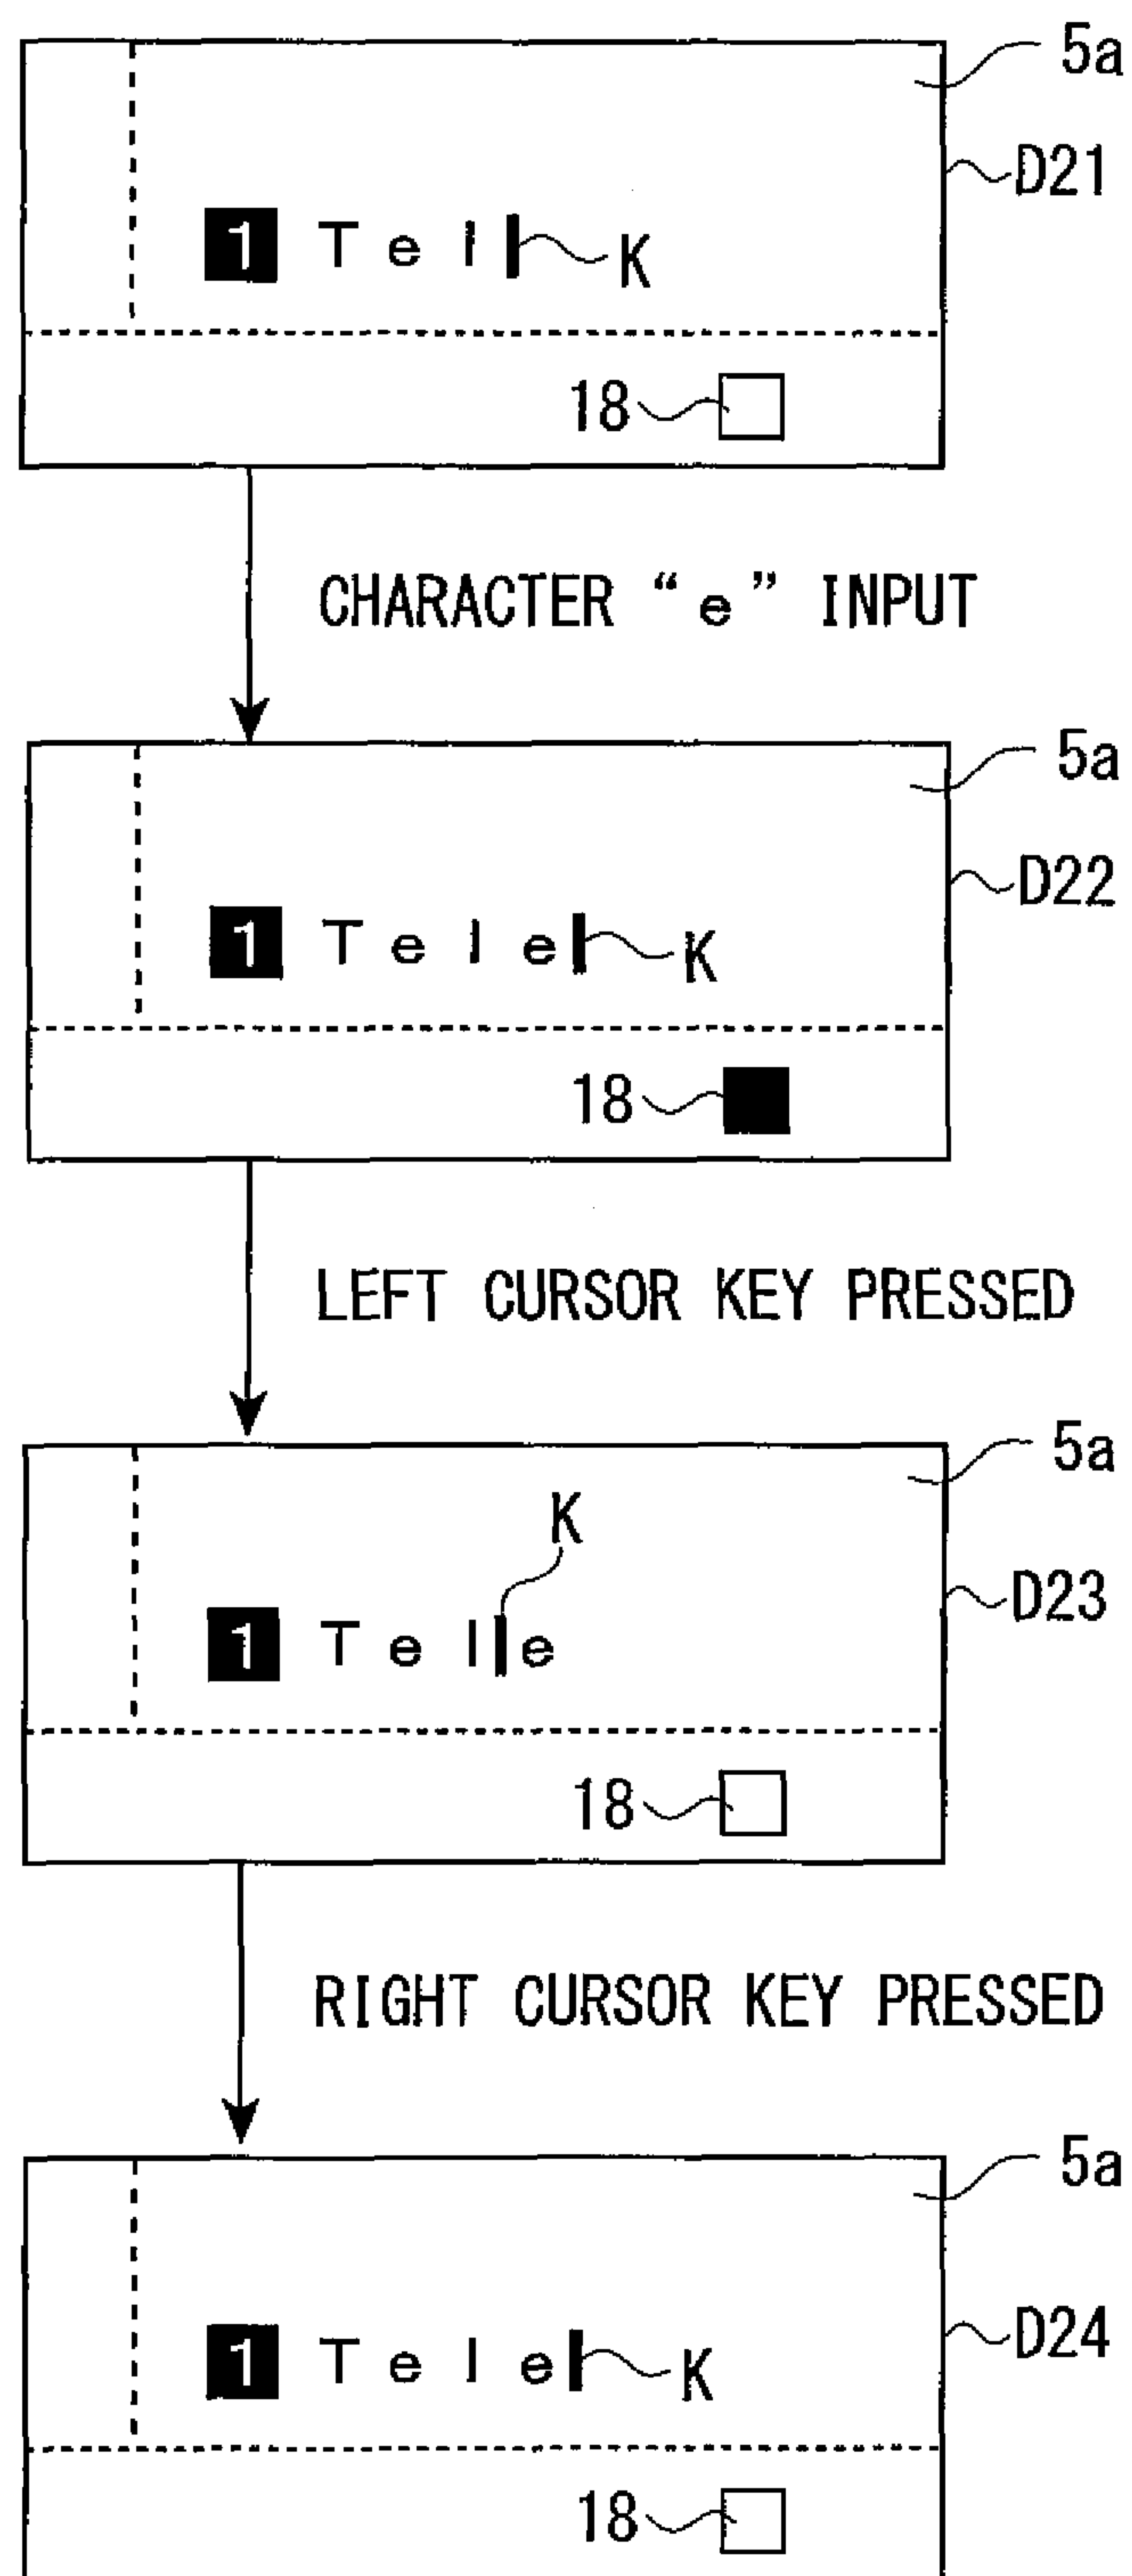 5a
D21
1 Tel K
18
CHARACTER “e” INPUT
5a
D22
1 Tele K
18
LEFT CURSOR KEY PRESSED
5a
K
D23
1 Tele
18
RIGHT CURSOR KEY PRESSED
5a
D24
1 Tele K
18